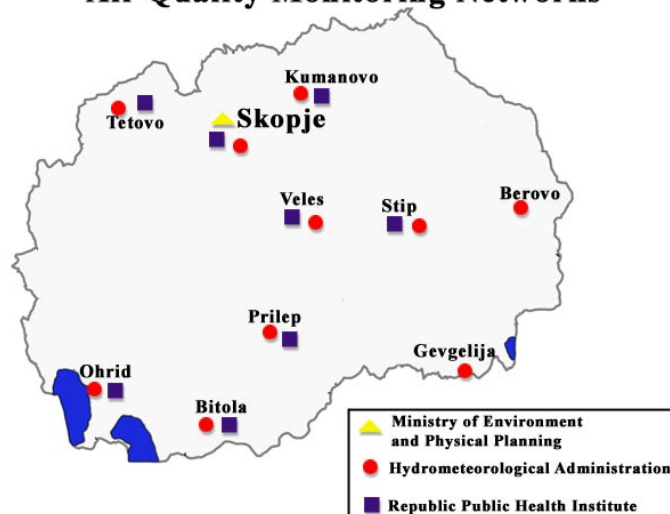 Air Quality Monitoring Networks
Kumanovo
Tetovo
Skopje
Veles
Stip
Berovo
Prilep
Gevgelija
Ohrid
Bitola
Ministry of Environment
and Physical Planning
Hydrometeorological Administration
Republic Public Health Institute